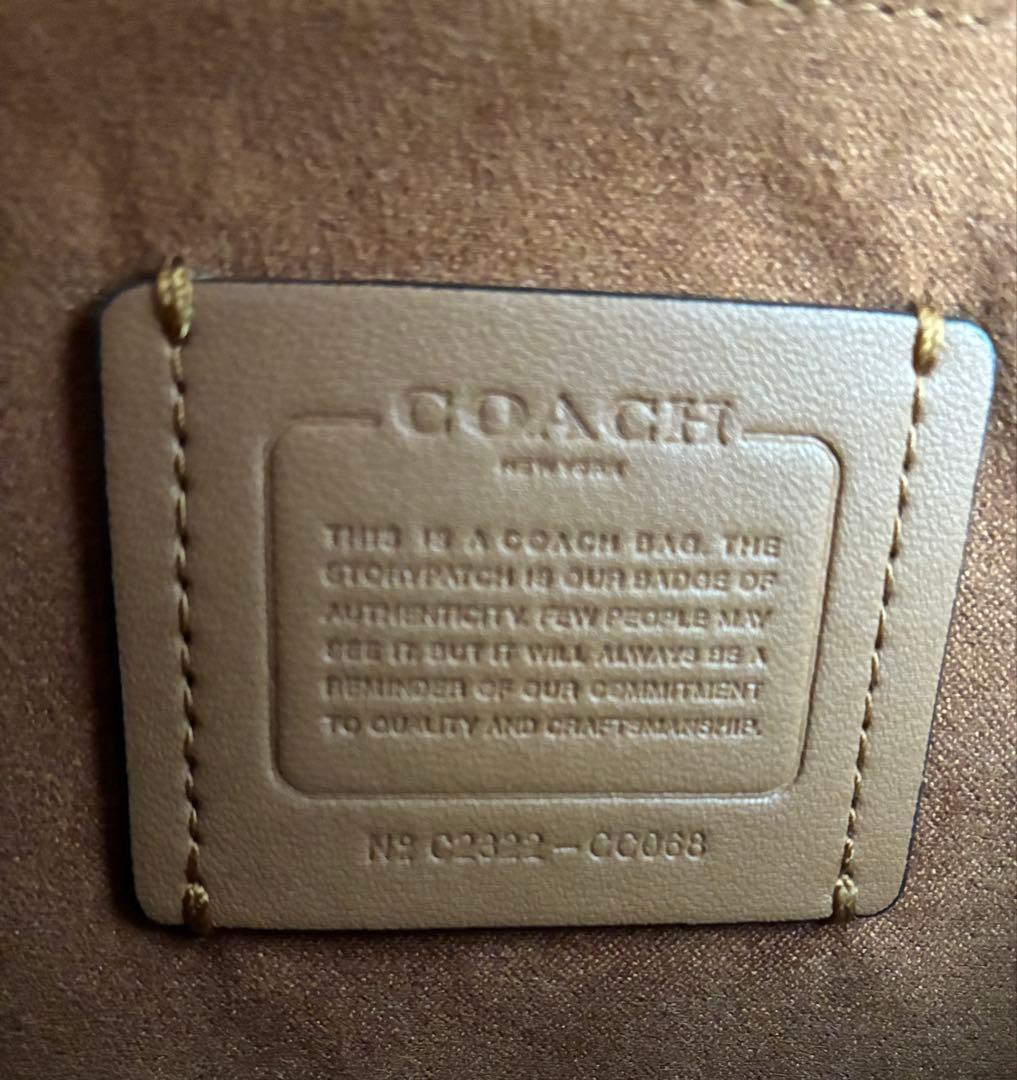 COACH
NEW YORK
THIS IS A COACH BAG. THE
STORYPATCH IS OUR BADGE OF
AUTHENTICITY. FEW PEOPLE MAY
SEE IT BUT IT WILL ALWAYS BE A
REMINDER OF OUR COMMITMENT
TO QUALITY AND CRAFTSMANSHIP.
Nº C2322-CC068